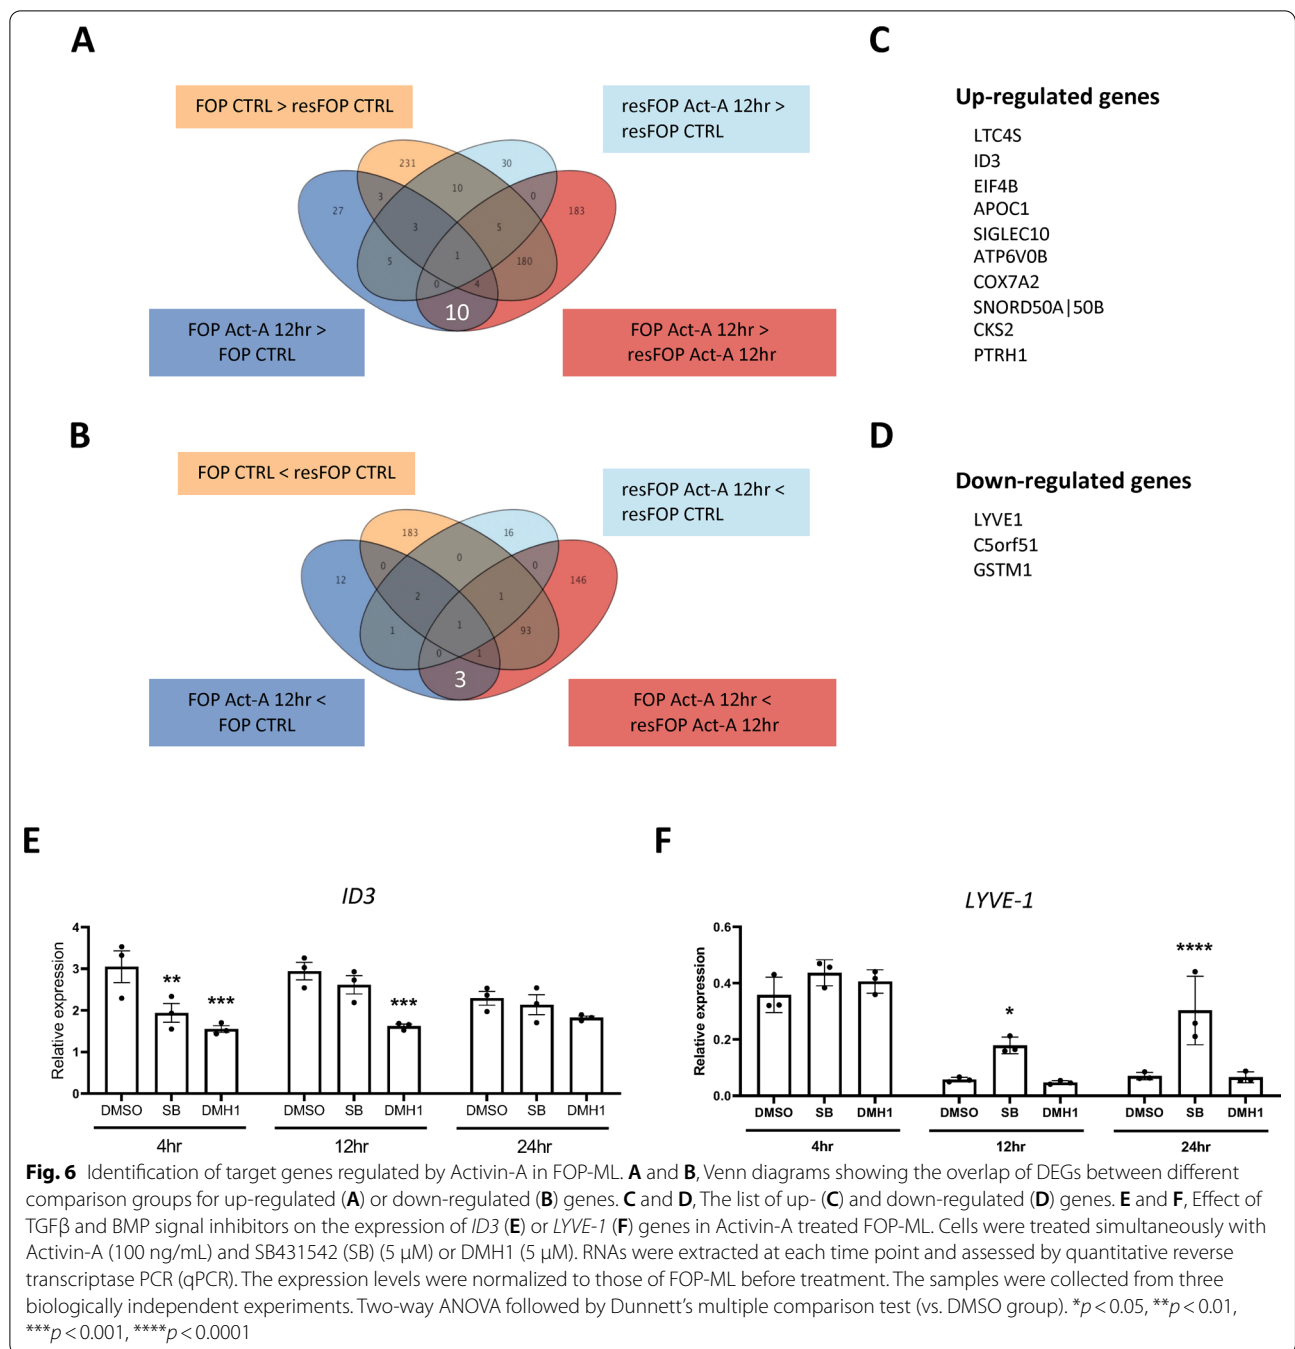 A
FOP CTRL > resFOP CTRL
resFOP Act-A 12hr >
resFOP CTRL
231
30
27
3
10
0
183
3
5
5
1
180
0
4
10
FOP Act-A 12hr >
FOP CTRL
FOP Act-A 12hr >
resFOP Act-A 12hr
C
Up-regulated genes
LTC4S
ID3
EIF4B
APOC1
SIGLEC10
ATP6V0B
COX7A2
SNORD50A|50B
CKS2
PTRH1
B
FOP CTRL < resFOP CTRL
resFOP Act-A 12hr <
resFOP CTRL
183
16
12
0
0
0
146
2
1
1
1
93
0
1
3
FOP Act-A 12hr <
FOP CTRL
FOP Act-A 12hr <
resFOP Act-A 12hr
D
Down-regulated genes
LYVE1
C5orf51
GSTM1
E
ID3
Relative expression
4
3
2
1
0
**
***
***
DMSO SB DMH1 DMSO SB DMH1 DMSO SB DMH1
4hr 12hr 24hr
F
LYVE-1
Relative expression
0.6
0.4
0.2
0.0
*
****
DMSO SB DMH1 DMSO SB DMH1 DMSO SB DMH1
4hr 12hr 24hr
Fig. 6 Identification of target genes regulated by Activin-A in FOP-ML. A and B, Venn diagrams showing the overlap of DEGs between different
comparison groups for up-regulated (A) or down-regulated (B) genes. C and D, The list of up- (C) and down-regulated (D) genes. E and F, Effect of
TGFβ and BMP signal inhibitors on the expression of ID3 (E) or LYVE-1 (F) genes in Activin-A treated FOP-ML. Cells were treated simultaneously with
Activin-A (100 ng/mL) and SB431542 (SB) (5 μM) or DMH1 (5 μM). RNAs were extracted at each time point and assessed by quantitative reverse
transcriptase PCR (qPCR). The expression levels were normalized to those of FOP-ML before treatment. The samples were collected from three
biologically independent experiments. Two-way ANOVA followed by Dunnett's multiple comparison test (vs. DMSO group). *p < 0.05, **p < 0.01,
***p < 0.001, ****p < 0.0001